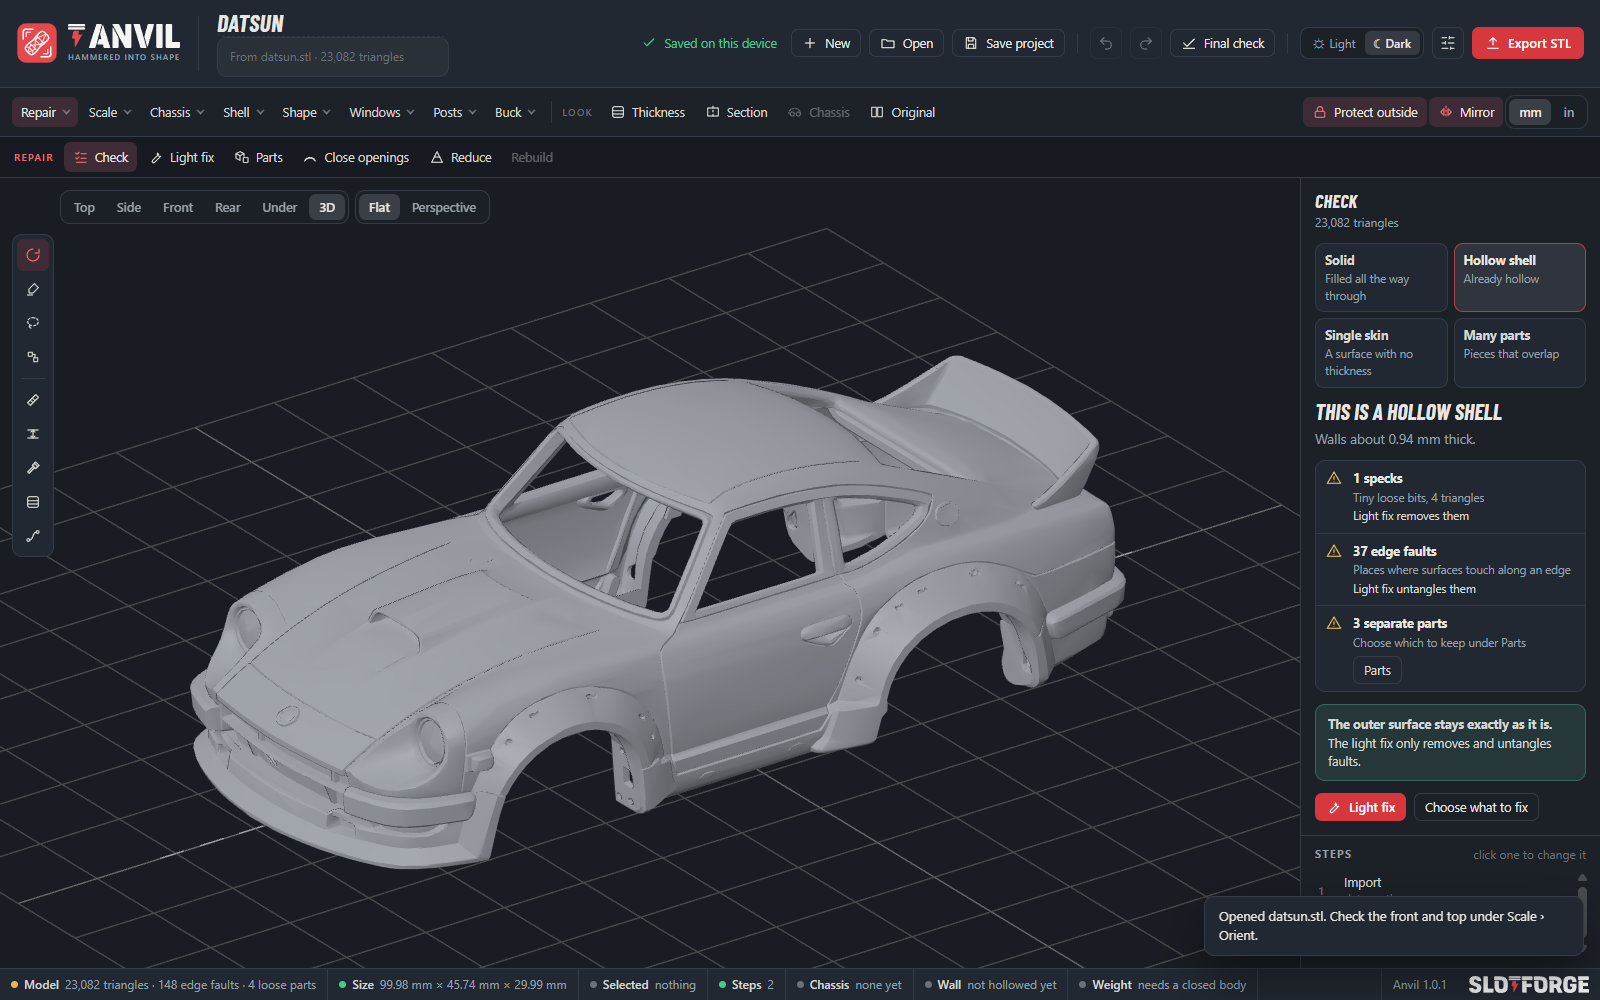 ANVIL
HAMMERED INTO SHAPE
DATSUN
From datsun.stl · 23,082 triangles
Saved on this device
New
Open
Save project
Final check
Light
Dark
Export STL
Repair
Scale
Chassis
Shell
Shape
Windows
Posts
Buck
LOOK
Thickness
Section
Chassis
Original
Protect outside
Mirror
mm
in
REPAIR
Check
Light fix
Parts
Close openings
Reduce
Rebuild
Top
Side
Front
Rear
Under
3D
Flat
Perspective
CHECK
23,082 triangles
Solid
Filled all the way
through
Hollow shell
Already hollow
Single skin
A surface with no
thickness
Many parts
Pieces that overlap
THIS IS A HOLLOW SHELL
Walls about 0.94 mm thick.
1 specks
Tiny loose bits, 4 triangles
Light fix removes them
37 edge faults
Places where surfaces touch along an edge
Light fix untangles them
3 separate parts
Choose which to keep under Parts
Parts
The outer surface stays exactly as it is.
The light fix only removes and untangles
faults.
Light fix
Choose what to fix
STEPS
click one to change it
1
Import
Opened datsun.stl. Check the front and top under Scale ›
Orient.
Model 23,082 triangles · 148 edge faults · 4 loose parts
Size 99.98 mm × 45.74 mm × 29.99 mm
Selected nothing
Steps 2
Chassis none yet
Wall not hollowed yet
Weight needs a closed body
Anvil 1.0.1
SLOTFORGE